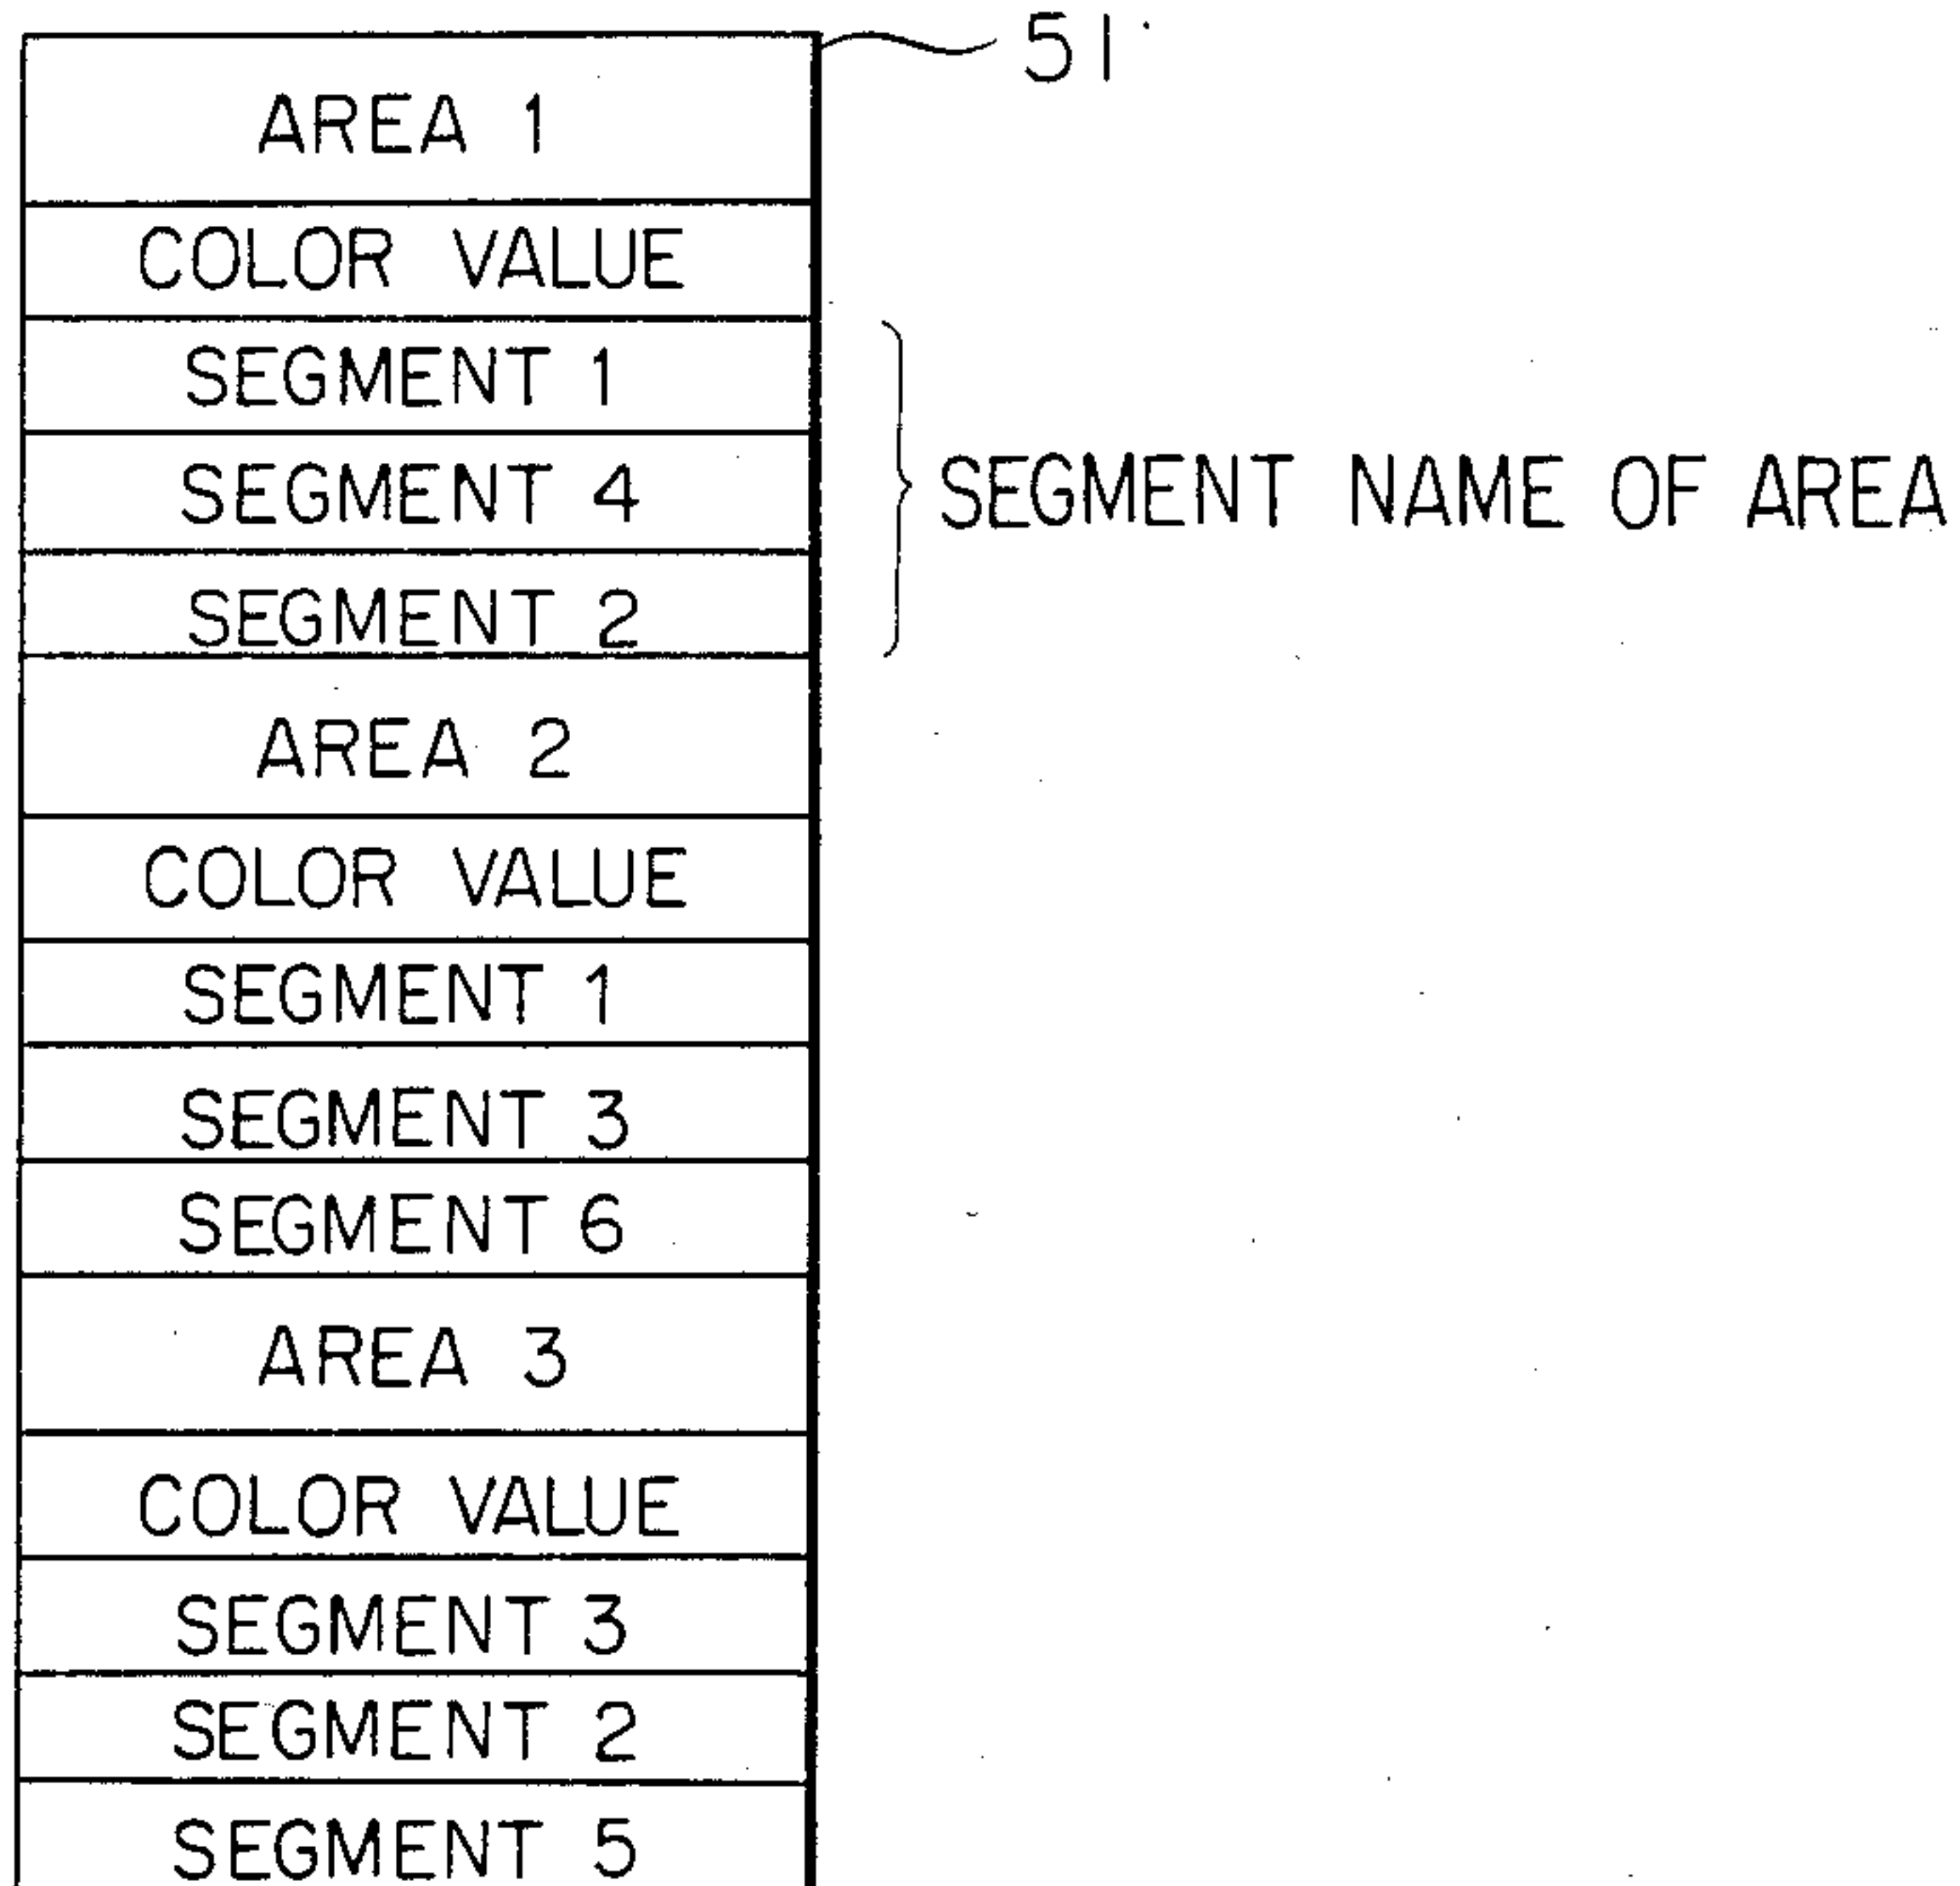 51
AREA 1
COLOR VALUE
SEGMENT 1
SEGMENT 4
SEGMENT NAME OF AREA
SEGMENT 2
AREA 2
COLOR VALUE
SEGMENT 1
SEGMENT 3
SEGMENT 6
AREA 3
COLOR VALUE
SEGMENT 3
SEGMENT 2
SEGMENT 5